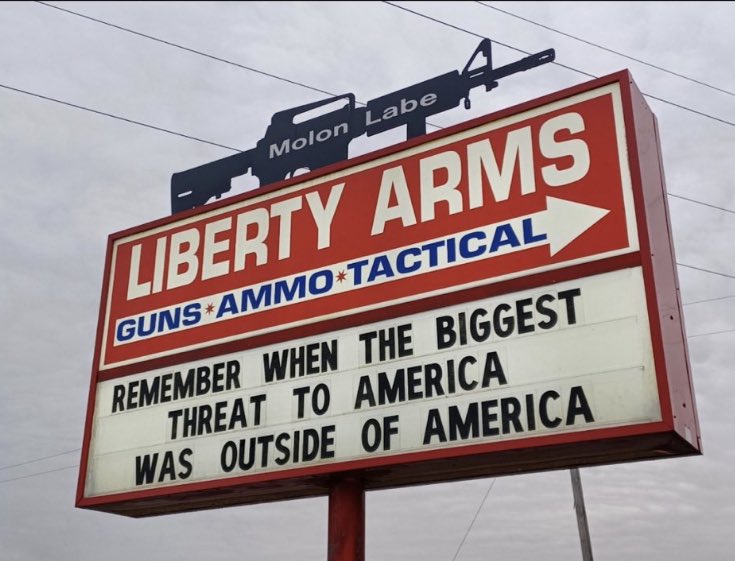 Molon Labe
LIBERTY ARMS
GUNS*AMMO*TACTICAL
REMEMBER WHEN THE BIGGEST
THREAT TO AMERICA
WAS OUTSIDE OF AMERICA